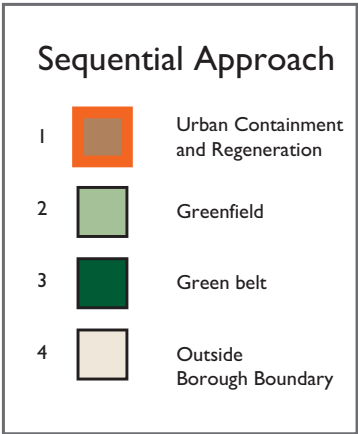 Sequential Approach
1 Urban Containment
and Regeneration
2 Greenfield
3 Green belt
4 Outside
Borough Boundary